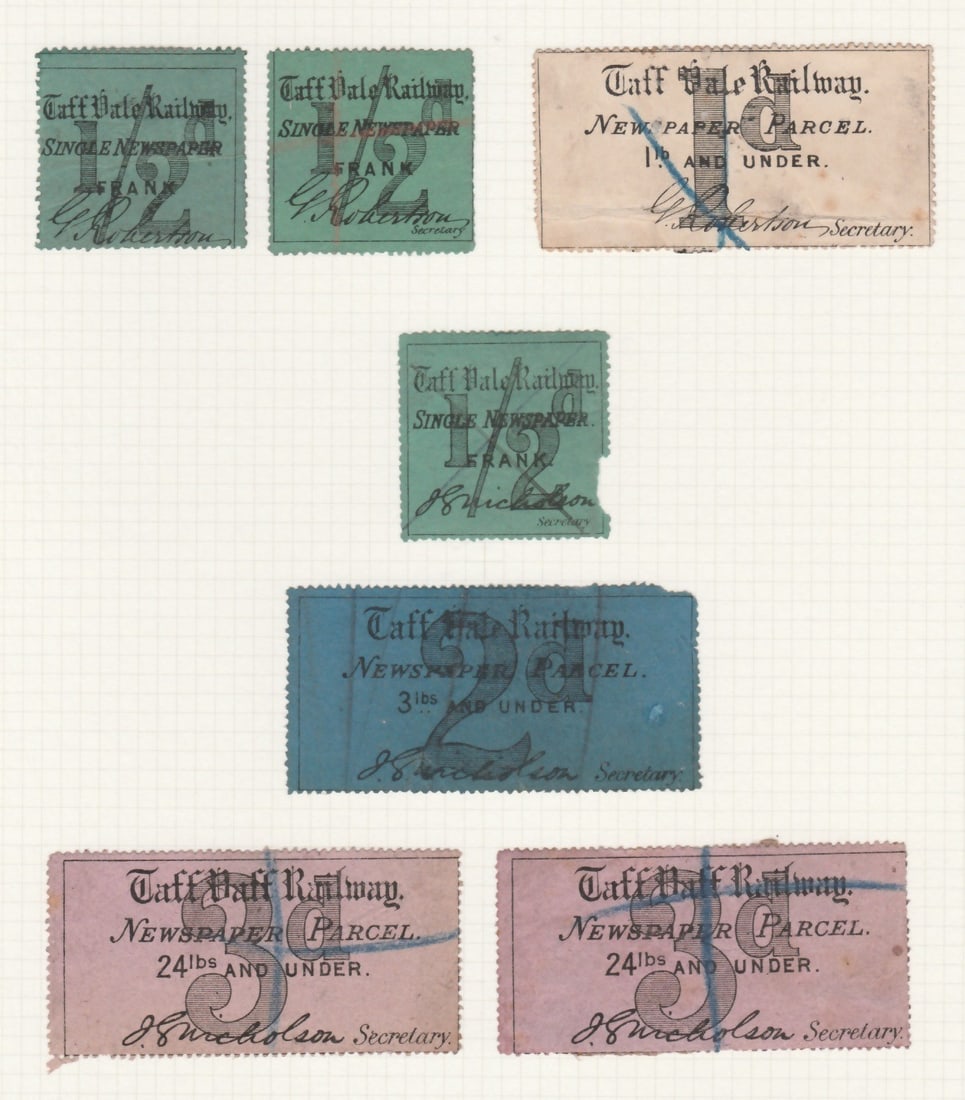 Taff Vale Railway.
1/2d
SINGLE NEWSPAPER
FRANK
G Robertson
Taff Vale Railway.
1/2d
SINGLE NEWSPAPER
FRANK
G Robertson
Secretary
Taff Vale Railway.
1d
NEWSPAPER PARCEL.
1lb. AND UNDER.
G Robertson Secretary.
Taff Vale Railway.
1/2d
SINGLE NEWSPAPER.
FRANK.
Nicholson
Secretary
Taff Vale Railway.
2d
NEWSPAPER PARCEL.
3lbs. AND UNDER.
Nicholson Secretary.
Taff Vaff Railway.
3d
NEWSPAPER PARCEL.
24lbs AND UNDER.
Nicholson Secretary.
Taff Vaff Railway.
3d
NEWSPAPER PARCEL.
24lbs AND UNDER.
Nicholson Secretary.